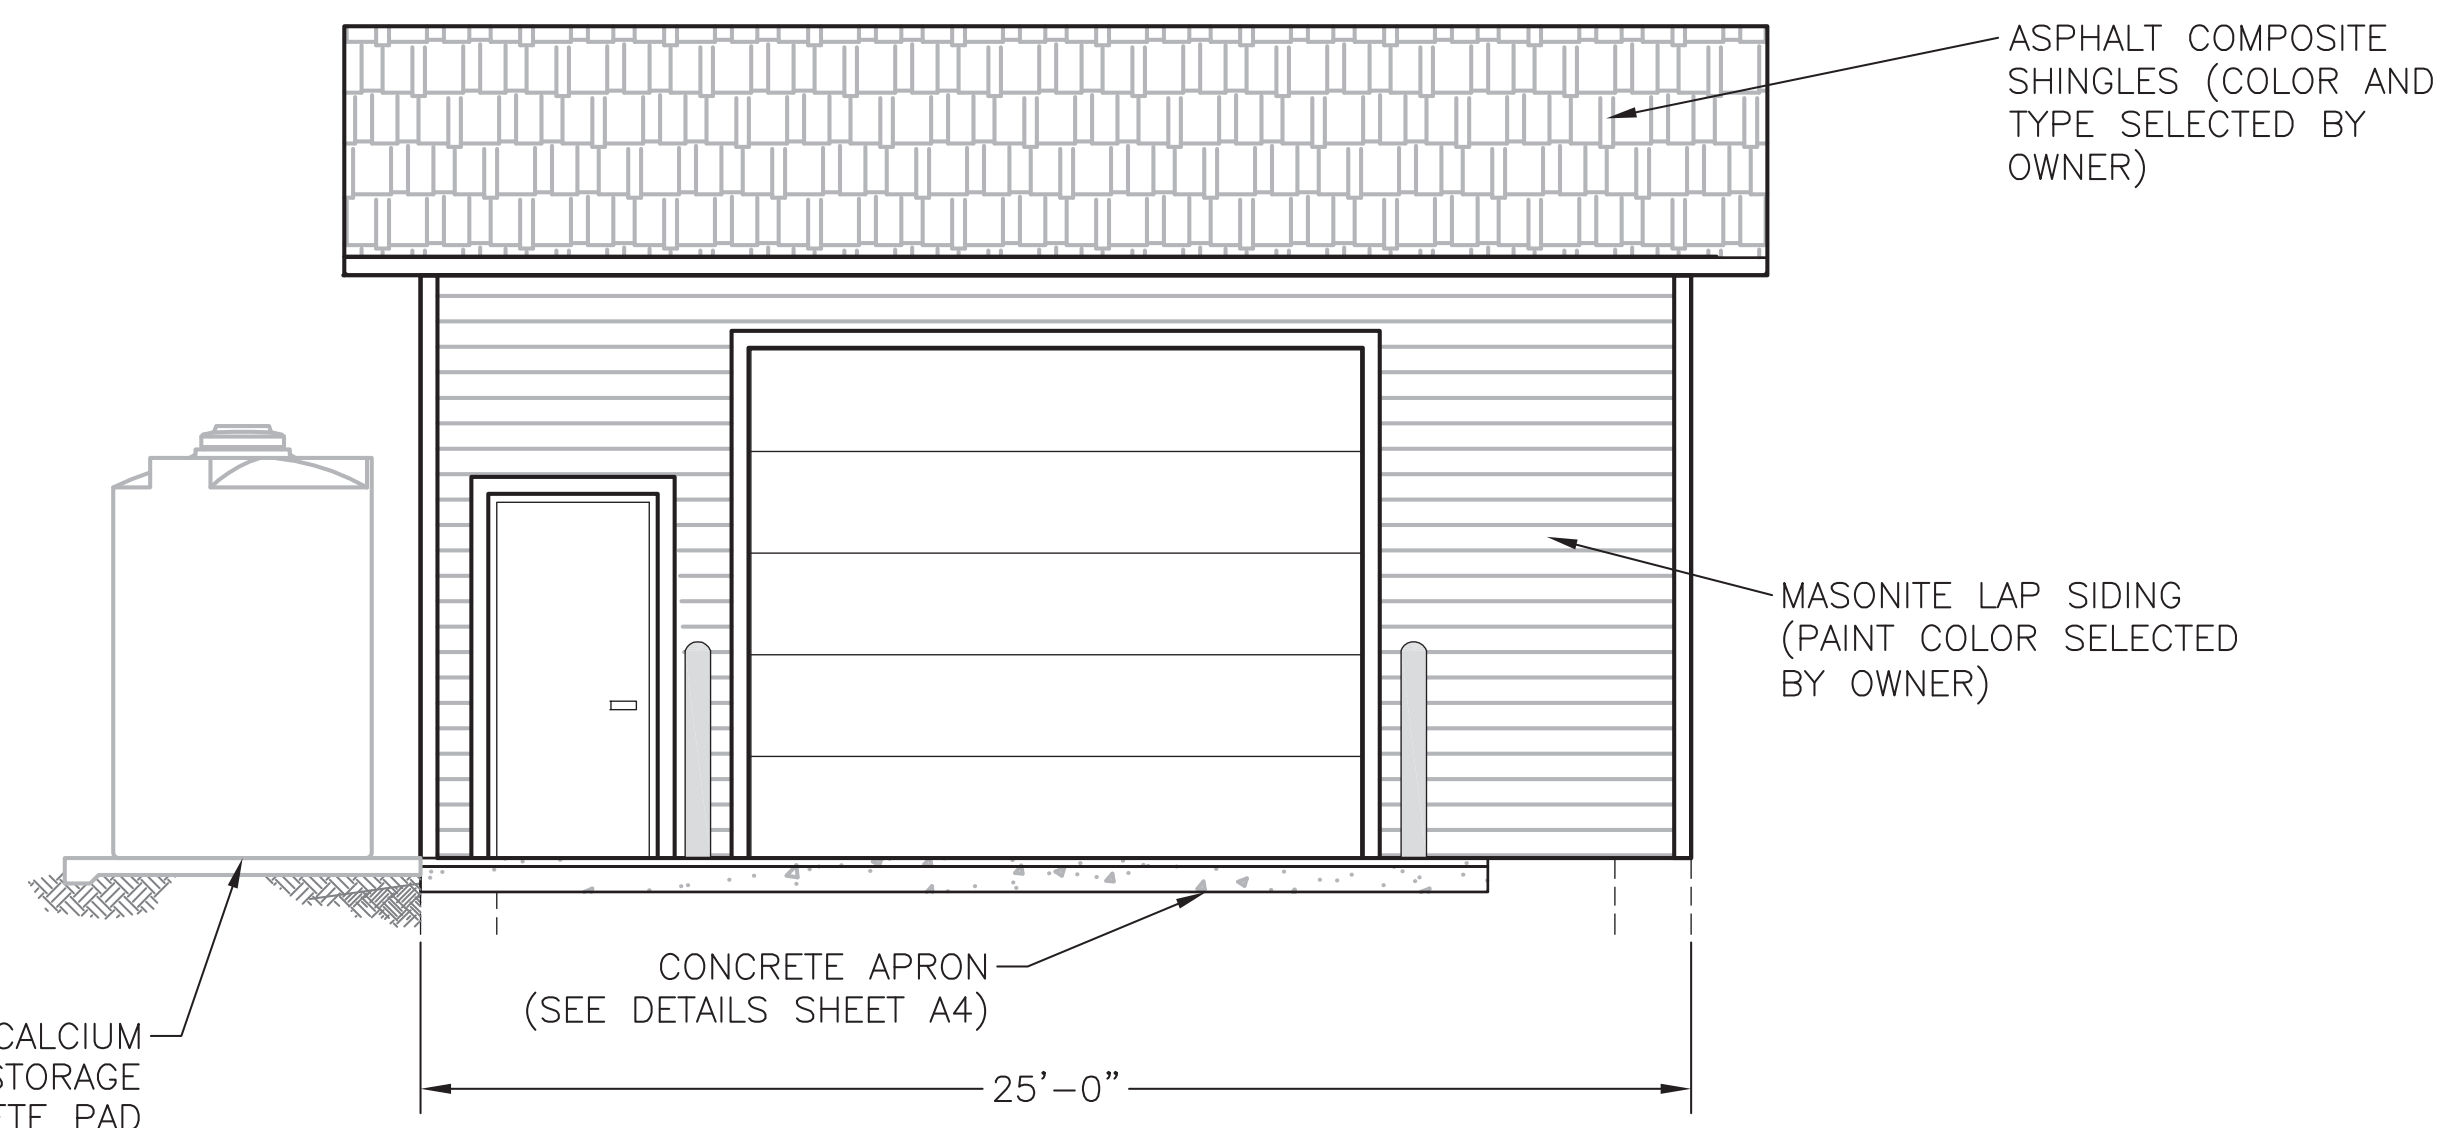 ASPHALT COMPOSITE
SHINGLES (COLOR AND
TYPE SELECTED BY
OWNER)
MASONITE LAP SIDING
(PAINT COLOR SELECTED
BY OWNER)
CONCRETE APRON
(SEE DETAILS SHEET A4)
CALCIUM
STORAGE
PAD
25'-0"